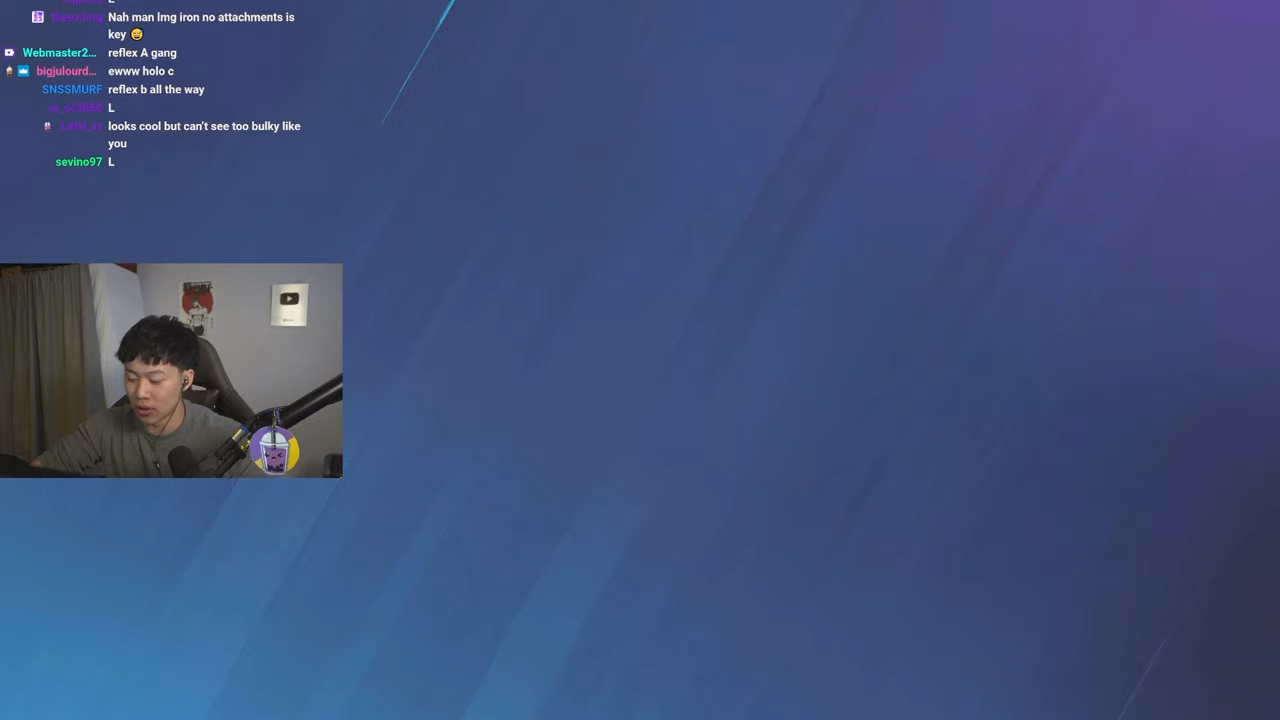 Nah man lmg iron no attachments is
key 😅
Webmaster2... reflex A gang
bigjulourd... ewww holo c
SNSSMURF reflex b all the way
L
looks cool but can't see too bulky like
you
sevino97 L